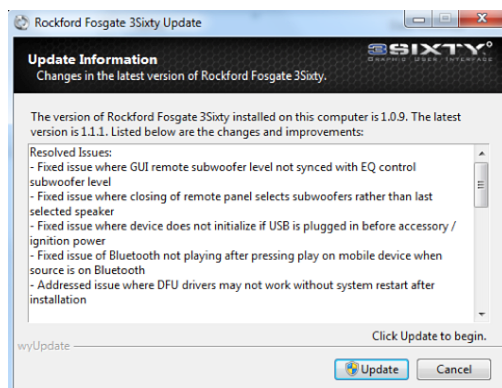 Rockford Fosgate 3Sixty Update
Update Information
Changes in the latest version of Rockford Fosgate 3Sixty.
3SIXTY.°
GRAPHIC USER INTERFACE
The version of Rockford Fosgate 3Sixty installed on this computer is 1.0.9. The latest
version is 1.1.1. Listed below are the changes and improvements:
Resolved Issues:
- Fixed issue where GUI remote subwoofer level not synced with EQ control
subwoofer level
- Fixed issue where closing of remote panel selects subwoofers rather than last
selected speaker
- Fixed issue where device does not initialize if USB is plugged in before accessory /
ignition power
- Fixed issue of Bluetooth not playing after pressing play on mobile device when
source is on Bluetooth
- Addressed issue where DFU drivers may not work without system restart after
installation
Click Update to begin.
wyUpdate
Update
Cancel